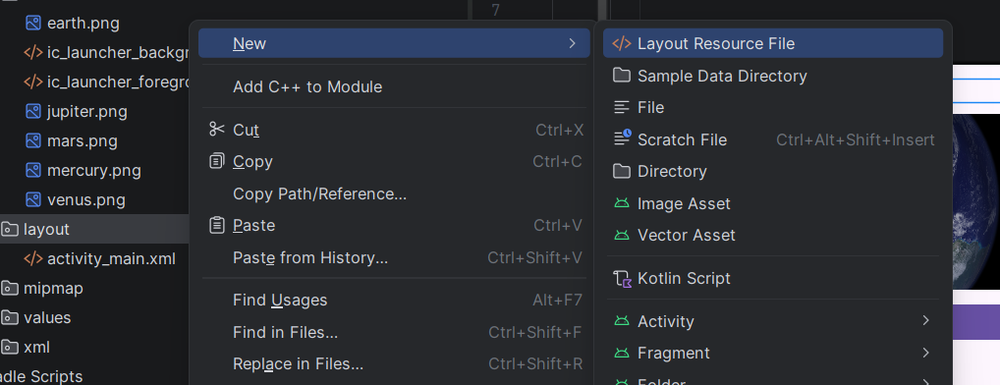 7
earth.png
ic_launcher_backgr
ic_launcher_foregro
jupiter.png
mars.png
mercury.png
venus.png
layout
activity_main.xml
mipmap
values
xml
adle Scripts
New
Add C++ to Module
Cut Ctrl+X
Copy Ctrl+C
Copy Path/Reference...
Paste Ctrl+V
Paste from History... Ctrl+Shift+V
Find Usages Alt+F7
Find in Files... Ctrl+Shift+F
Replace in Files... Ctrl+Shift+R
Layout Resource File
Sample Data Directory
File
Scratch File Ctrl+Alt+Shift+Insert
Directory
Image Asset
Vector Asset
Kotlin Script
Activity
Fragment
Folder